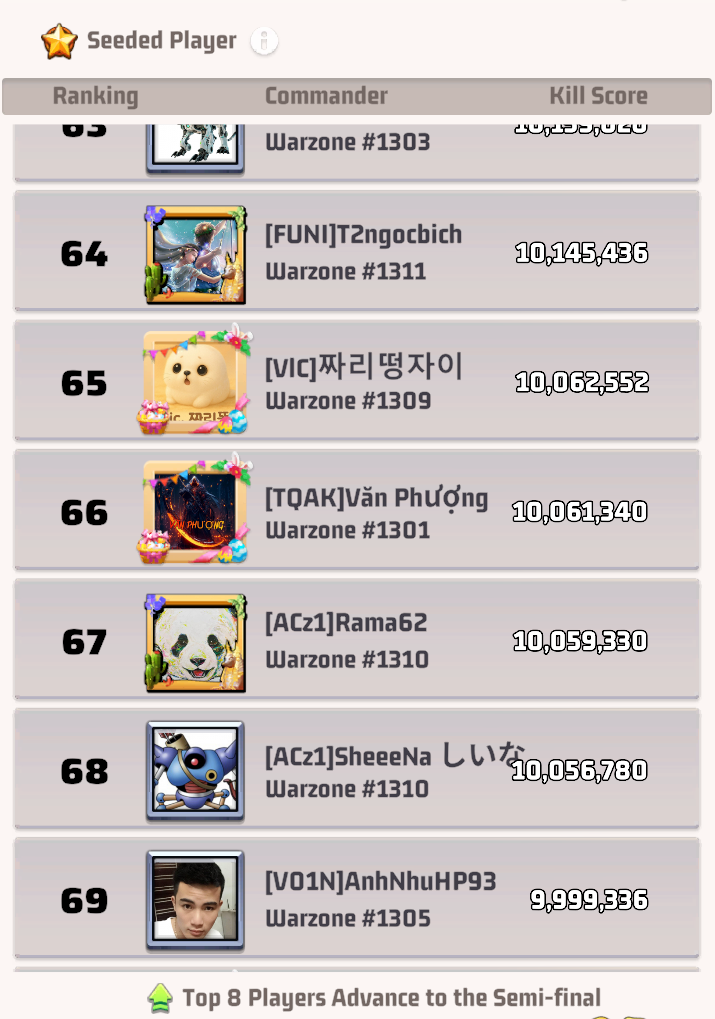 Seeded Player
Ranking Commander Kill Score
63
Warzone #1303
64 [FUNI]T2ngocbich 10,145,436
Warzone #1311
65 [VIC]짜리떵자이 10,062,552
Warzone #1309
66 [TQAK]Văn Phượng 10,061,340
VĂN PHƯỢNG
Warzone #1301
67 [ACz1]Rama62 10,059,330
Warzone #1310
68 [ACz1]SheeeNa しいな 10,056,780
Warzone #1310
69 [V01N]AnhNhuHP93 9,999,336
Warzone #1305
Top 8 Players Advance to the Semi-final